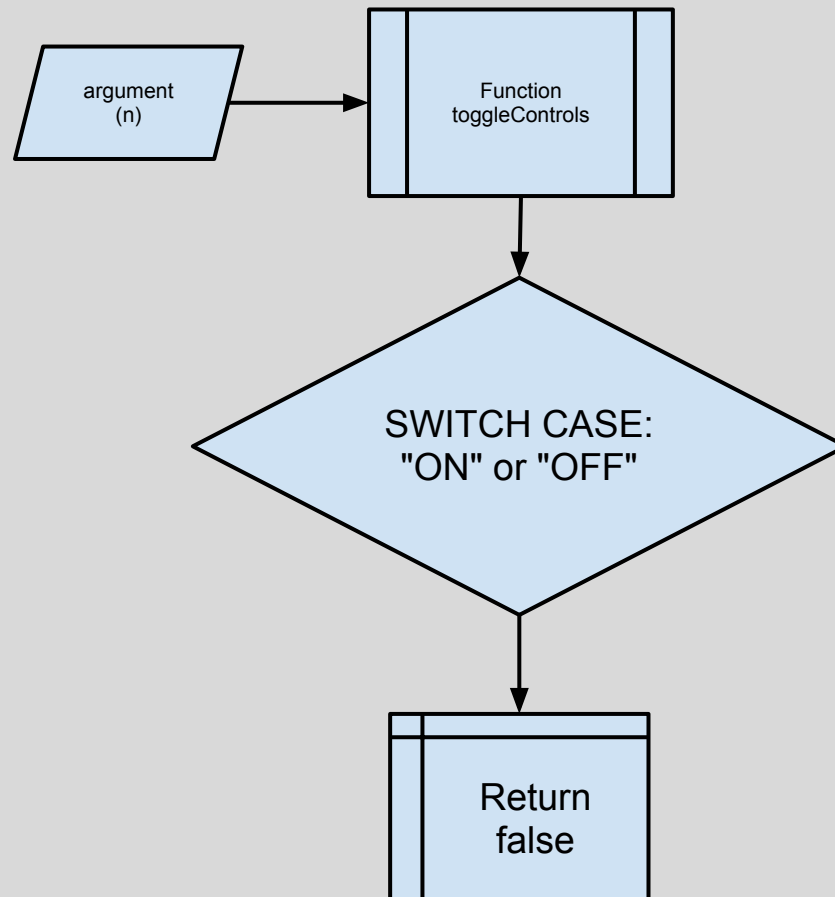 argument
(n)
Function
toggleControls
SWITCH CASE:
"ON" or "OFF"
Return
false